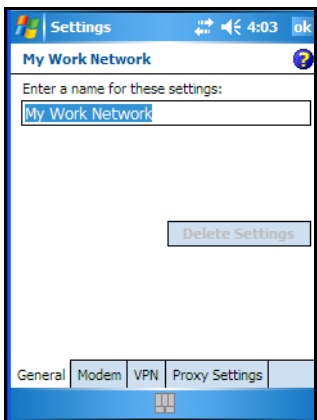 Settings 4:03 ok
My Work Network ?
Enter a name for these settings:
My Work Network
Delete Settings
General Modem VPN Proxy Settings